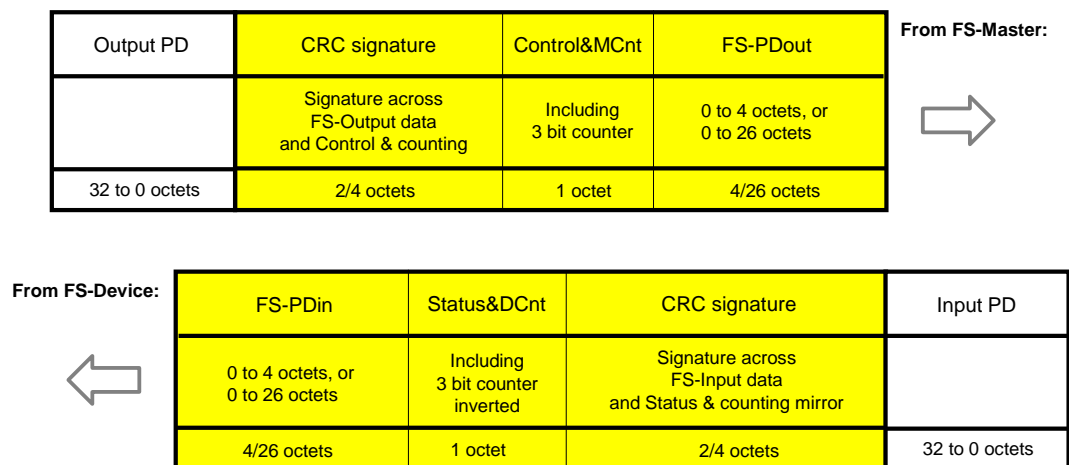 From FS-Master:
Output PD
CRC signature
Control&MCnt
FS-PDout
Signature across
FS-Output data
and Control & counting
Including
3 bit counter
0 to 4 octets, or
0 to 26 octets
32 to 0 octets
2/4 octets
1 octet
4/26 octets
From FS-Device:
FS-PDin
Status&DCnt
CRC signature
Input PD
0 to 4 octets, or
0 to 26 octets
Including
3 bit counter
inverted
Signature across
FS-Input data
and Status & counting mirror
4/26 octets
1 octet
2/4 octets
32 to 0 octets